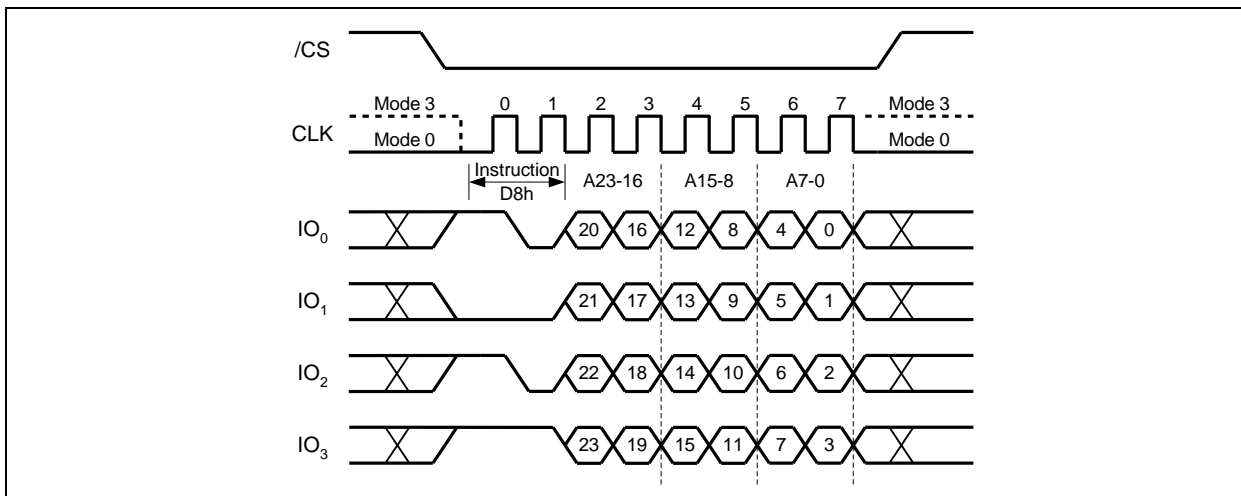 /CS
Mode 3 0 1 2 3 4 5 6 7 Mode 3
CLK
Mode 0 Mode 0
Instruction
D8h A23-16 A15-8 A7-0
IO0 20 16 12 8 4 0
IO1 21 17 13 9 5 1
IO2 22 18 14 10 6 2
IO3 23 19 15 11 7 3